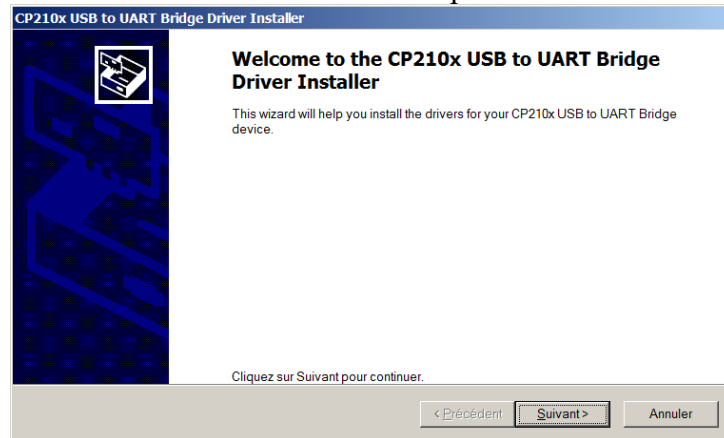 CP210x USB to UART Bridge Driver Installer
Welcome to the CP210x USB to UART Bridge
Driver Installer
This wizard will help you install the drivers for your CP210x USB to UART Bridge
device.
Cliquez sur Suivant pour continuer.
< Précédent Suivant > Annuler